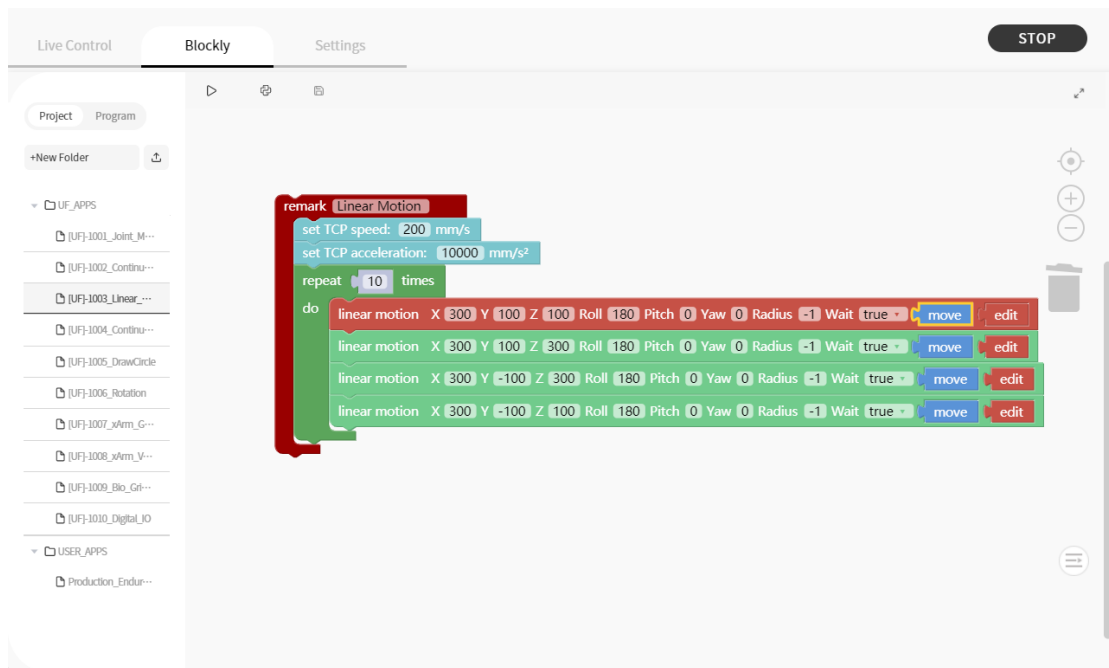 Live Control Blockly Settings STOP
Project Program
+New Folder
UF_APPS
[UF]-1001_Joint_M···
[UF]-1002_Continu···
[UF]-1003_Linear_···
[UF]-1004_Continu···
[UF]-1005_DrawCircle
[UF]-1006_Rotation
[UF]-1007_xArm_G···
[UF]-1008_xArm_V···
[UF]-1009_Bio_Gri···
[UF]-1010_Digital_IO
USER_APPS
Production_Endur···
remark Linear Motion
set TCP speed: 200 mm/s
set TCP acceleration: 10000 mm/s²
repeat 10 times
do
linear motion X 300 Y 100 Z 100 Roll 180 Pitch 0 Yaw 0 Radius -1 Wait true move edit
linear motion X 300 Y 100 Z 300 Roll 180 Pitch 0 Yaw 0 Radius -1 Wait true move edit
linear motion X 300 Y -100 Z 300 Roll 180 Pitch 0 Yaw 0 Radius -1 Wait true move edit
linear motion X 300 Y -100 Z 100 Roll 180 Pitch 0 Yaw 0 Radius -1 Wait true move edit